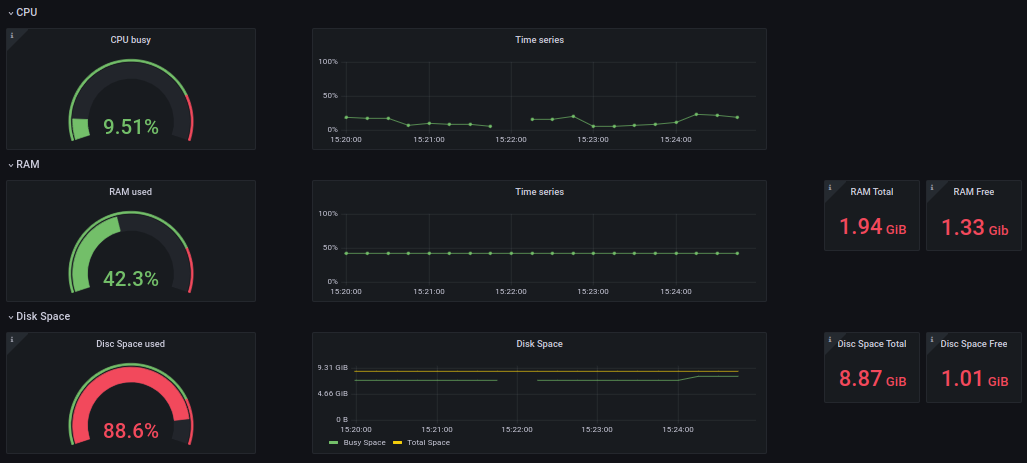 CPU
CPU busy
9.51%
Time series
100%
50%
0%
15:20:00 15:21:00 15:22:00 15:23:00 15:24:00
RAM
RAM used
42.3%
Time series
100%
50%
0%
15:20:00 15:21:00 15:22:00 15:23:00 15:24:00
RAM Total
1.94 GiB
RAM Free
1.33 Gib
Disk Space
Disc Space used
88.6%
Disk Space
9.31 GiB
4.66 GiB
0 B
15:20:00 15:21:00 15:22:00 15:23:00 15:24:00
Busy Space Total Space
Disc Space Total
8.87 GiB
Disc Space Free
1.01 GiB